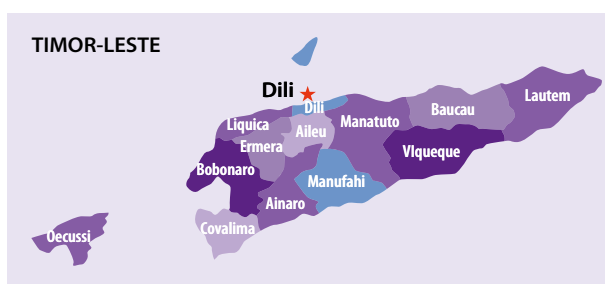 TIMOR-LESTE
Dili
Dili
Lautem
Baucau
Manatuto
Liquica
Aileu
Ermera
VIqueque
Bobonaro
Manufahi
Ainaro
Covalima
Oecussi